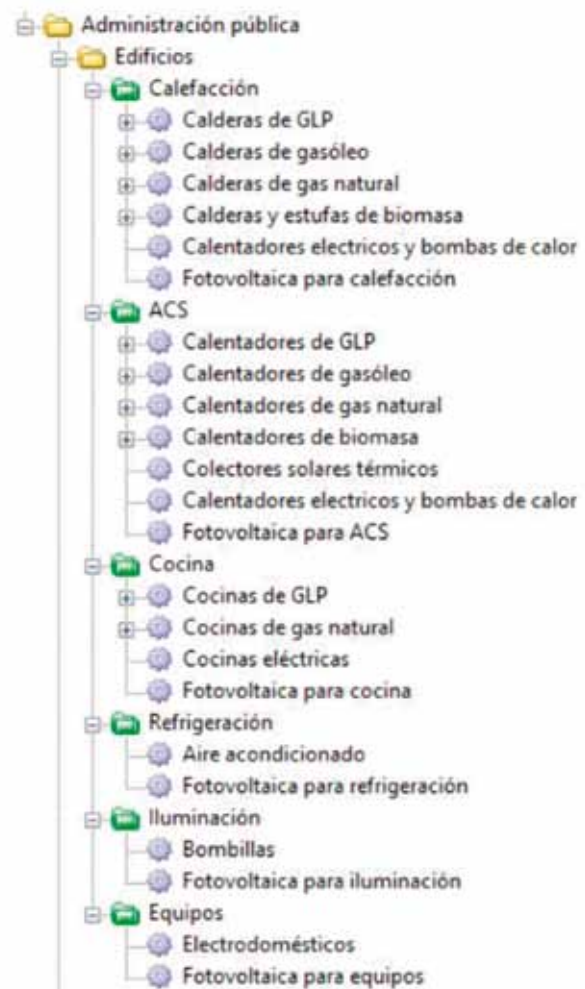 Administración pública
Edificios
Calefacción
Calderas de GLP
Calderas de gasóleo
Calderas de gas natural
Calderas y estufas de biomasa
Calentadores electricos y bombas de calor
Fotovoltaica para calefacción
ACS
Calentadores de GLP
Calentadores de gasóleo
Calentadores de gas natural
Calentadores de biomasa
Colectores solares térmicos
Calentadores electricos y bombas de calor
Fotovoltaica para ACS
Cocina
Cocinas de GLP
Cocinas de gas natural
Cocinas eléctricas
Fotovoltaica para cocina
Refrigeración
Aire acondicionado
Fotovoltaica para refrigeración
Iluminación
Bombillas
Fotovoltaica para iluminación
Equipos
Electrodomésticos
Fotovoltaica para equipos